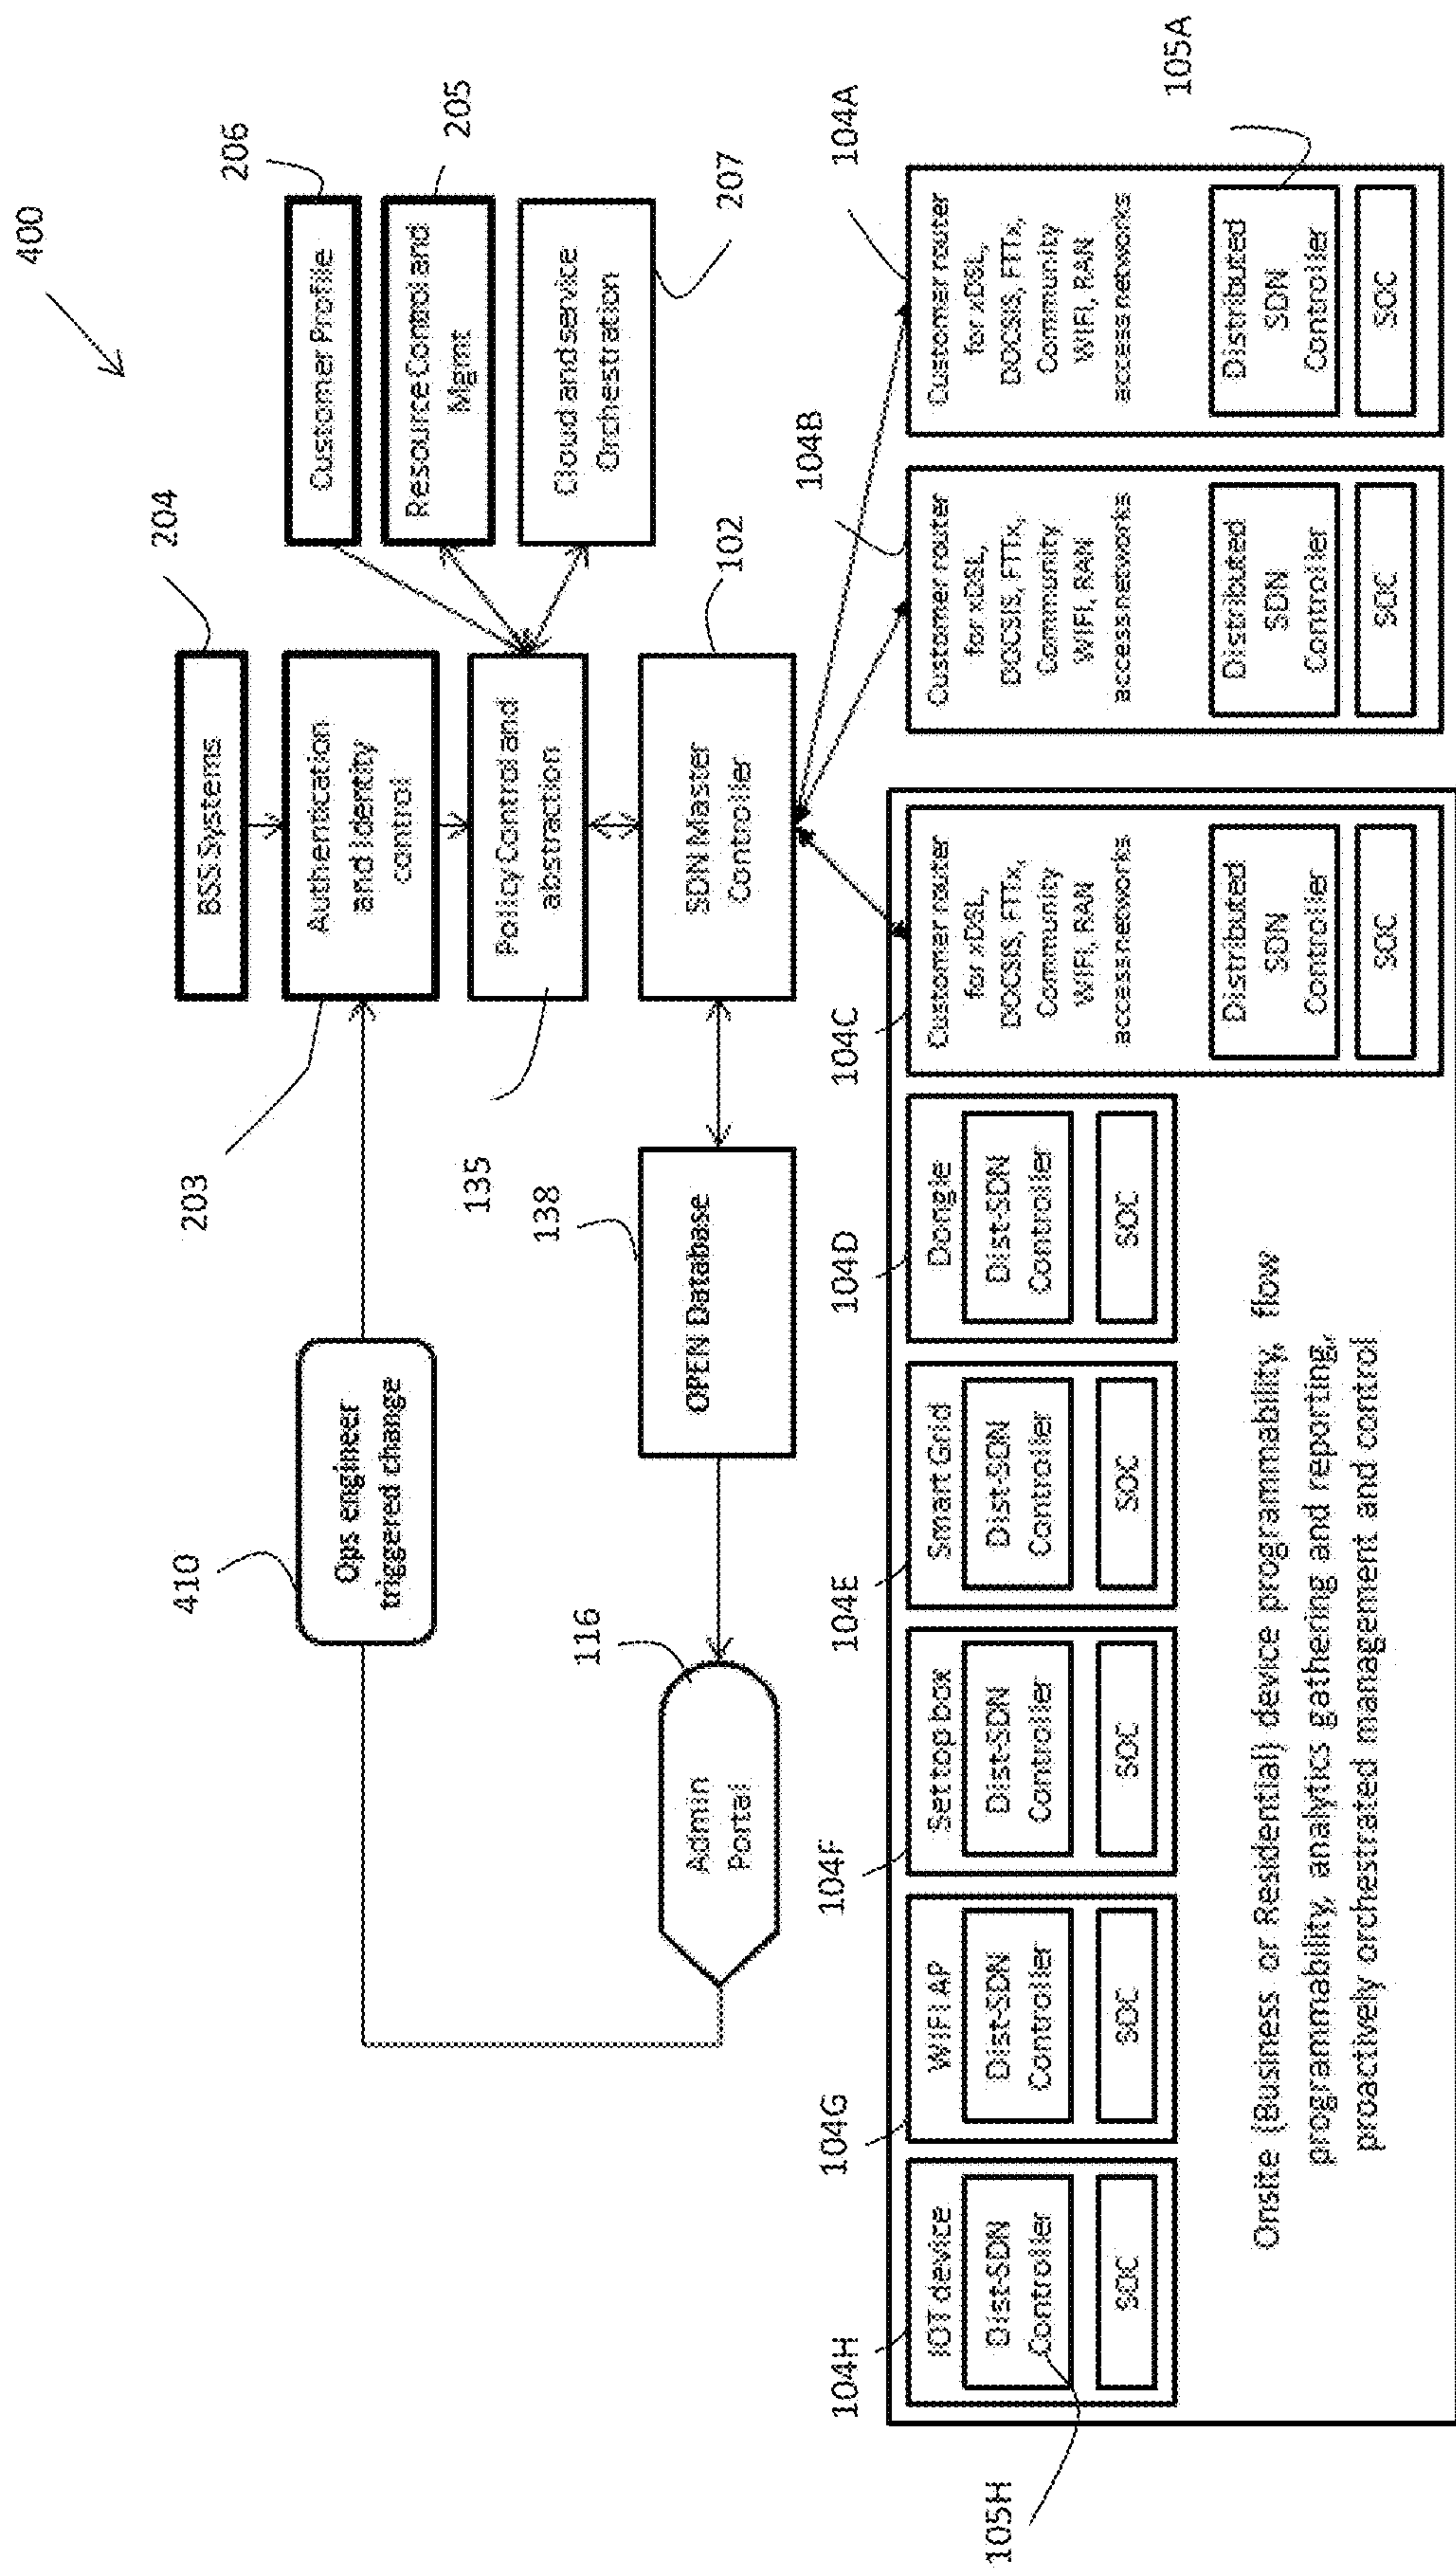 400
204
BSS Systems
206
Customer Profile
203
Authentication
and Identity
control
410
Ops engineer
triggered change
205
Resource Control and
Mgmt
135
Policy Control and
abstraction
207
Cloud and service
Orchestration
116
Admin
Portal
138
OPEN Database
102
SDN Master
Controller
104H
IOT device
Dist-SDN
Controller
SOC
105H
104G
WIFI AP
Dist-SDN
Controller
SOC
104F
Set top box
Dist-SDN
Controller
SOC
104E
Smart Grid
Dist-SDN
Controller
SOC
104D
Dongle
Dist-SDN
Controller
SOC
104C
Customer router
for xDSL,
DOCSIS, FTTx,
Community
WIFI, RAN
access networks
Distributed
SDN
Controller
SOC
104B
Customer router
for xDSL,
DOCSIS, FTTx,
Community
WIFI, RAN
access networks
Distributed
SDN
Controller
SOC
104A
Customer router
for xDSL,
DOCSIS, FTTx,
Community
WIFI, RAN
access networks
105A
Distributed
SDN
Controller
SOC
Onsite (Business or Residential) device programmability, flow
programmability, analytics gathering and reporting,
proactively orchestrated management and control